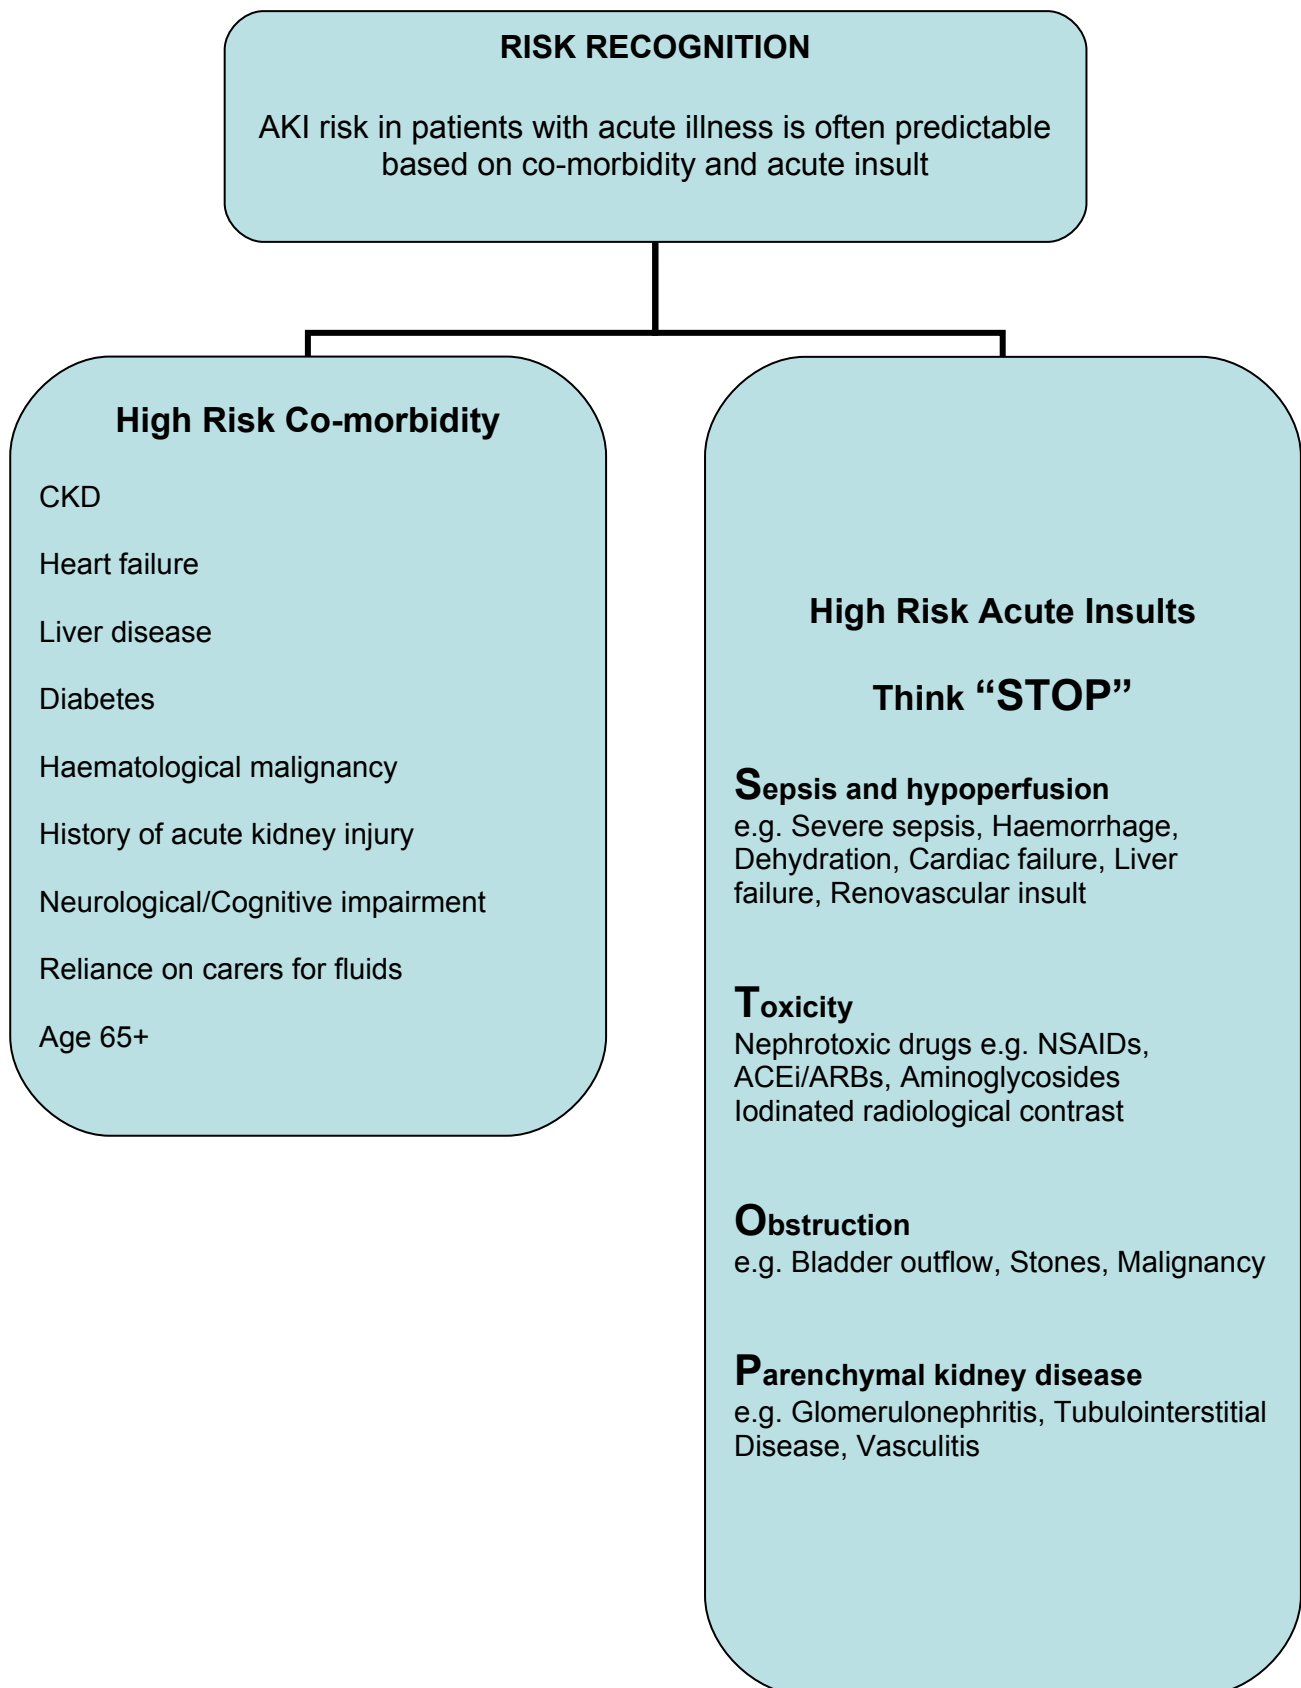 RISK RECOGNITION
AKI risk in patients with acute illness is often predictable
based on co-morbidity and acute insult
High Risk Co-morbidity
CKD
Heart failure
Liver disease
Diabetes
Haematological malignancy
History of acute kidney injury
Neurological/Cognitive impairment
Reliance on carers for fluids
Age 65+
High Risk Acute Insults
Think “STOP”
Sepsis and hypoperfusion
e.g. Severe sepsis, Haemorrhage,
Dehydration, Cardiac failure, Liver
failure, Renovascular insult
Toxicity
Nephrotoxic drugs e.g. NSAIDs,
ACEi/ARBs, Aminoglycosides
Iodinated radiological contrast
Obstruction
e.g. Bladder outflow, Stones, Malignancy
Parenchymal kidney disease
e.g. Glomerulonephritis, Tubulointerstitial
Disease, Vasculitis